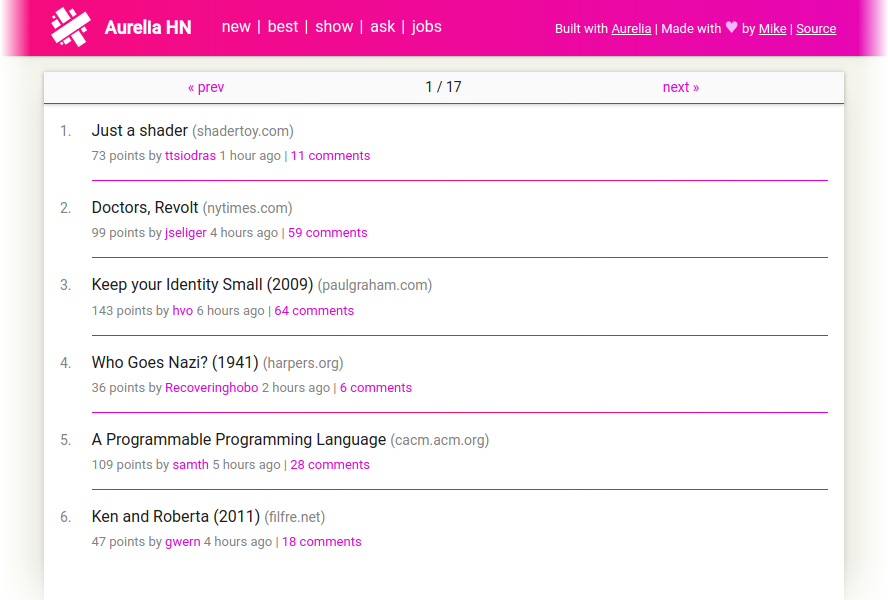 Aurelia HN new | best | show | ask | jobs Built with Aurelia | Made with ♥ by Mike | Source
« prev 1 / 17 next »
1. Just a shader (shadertoy.com)
73 points by ttsiodras 1 hour ago | 11 comments
2. Doctors, Revolt (nytimes.com)
99 points by jseliger 4 hours ago | 59 comments
3. Keep your Identity Small (2009) (paulgraham.com)
143 points by hvo 6 hours ago | 64 comments
4. Who Goes Nazi? (1941) (harpers.org)
36 points by Recoveringhobo 2 hours ago | 6 comments
5. A Programmable Programming Language (cacm.acm.org)
109 points by samth 5 hours ago | 28 comments
6. Ken and Roberta (2011) (filfre.net)
47 points by gwern 4 hours ago | 18 comments